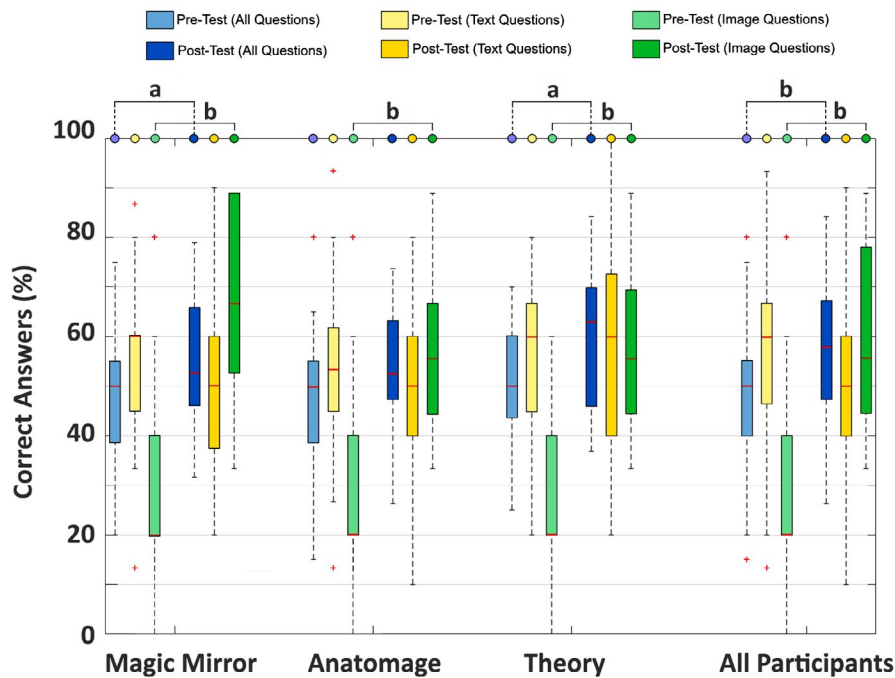 Pre-Test (All Questions) Pre-Test (Text Questions) Pre-Test (Image Questions)
Post-Test (All Questions) Post-Test (Text Questions) Post-Test (Image Questions)
a a b
b b b b
100
80
60
40
20
0
Correct Answers (%)
Magic Mirror Anatomage Theory All Participants